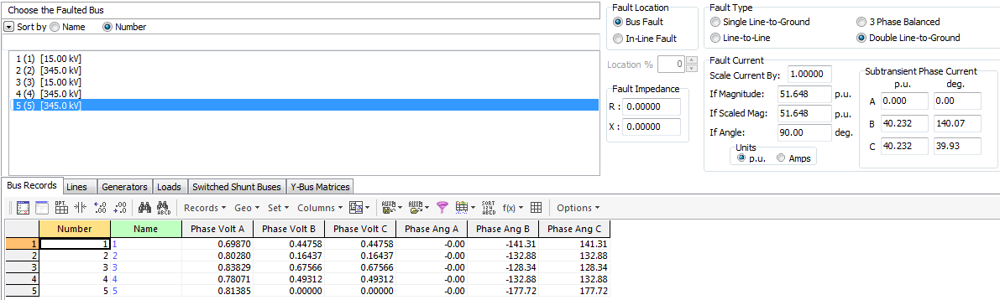 Choose the Faulted Bus
Sort by Name Number
1 (1) [15.00 kV]
2 (2) [345.0 kV]
3 (3) [15.00 kV]
4 (4) [345.0 kV]
5 (5) [345.0 kV]
Fault Location
Bus Fault
In-Line Fault
Location % 0
Fault Impedance
R : 0.00000
X : 0.00000
Fault Type
Single Line-to-Ground 3 Phase Balanced
Line-to-Line Double Line-to-Ground
Fault Current
Scale Current By: 1.00000
If Magnitude: 51.648 p.u.
If Scaled Mag: 51.648 p.u.
If Angle: 90.00 deg.
Units
p.u. Amps
Subtransient Phase Current
p.u. deg.
A 0.000 0.00
B 40.232 140.07
C 40.232 39.93
Bus Records Lines Generators Loads Switched Shunt Buses Y-Bus Matrices
OPT. .00 .00 ABCD Records Geo Set Columns AUXB AUXB SORT 124 ABCD f(x) Options
Number Name Phase Volt A Phase Volt B Phase Volt C Phase Ang A Phase Ang B Phase Ang C
1 1 1 0.69870 0.44758 0.44758 -0.00 -141.31 141.31
2 2 2 0.80280 0.16437 0.16437 -0.00 -132.88 132.88
3 3 3 0.83829 0.67566 0.67566 -0.00 -128.34 128.34
4 4 4 0.78071 0.49312 0.49312 -0.00 -132.88 132.88
5 5 5 0.81385 0.00000 0.00000 -0.00 -177.72 177.72